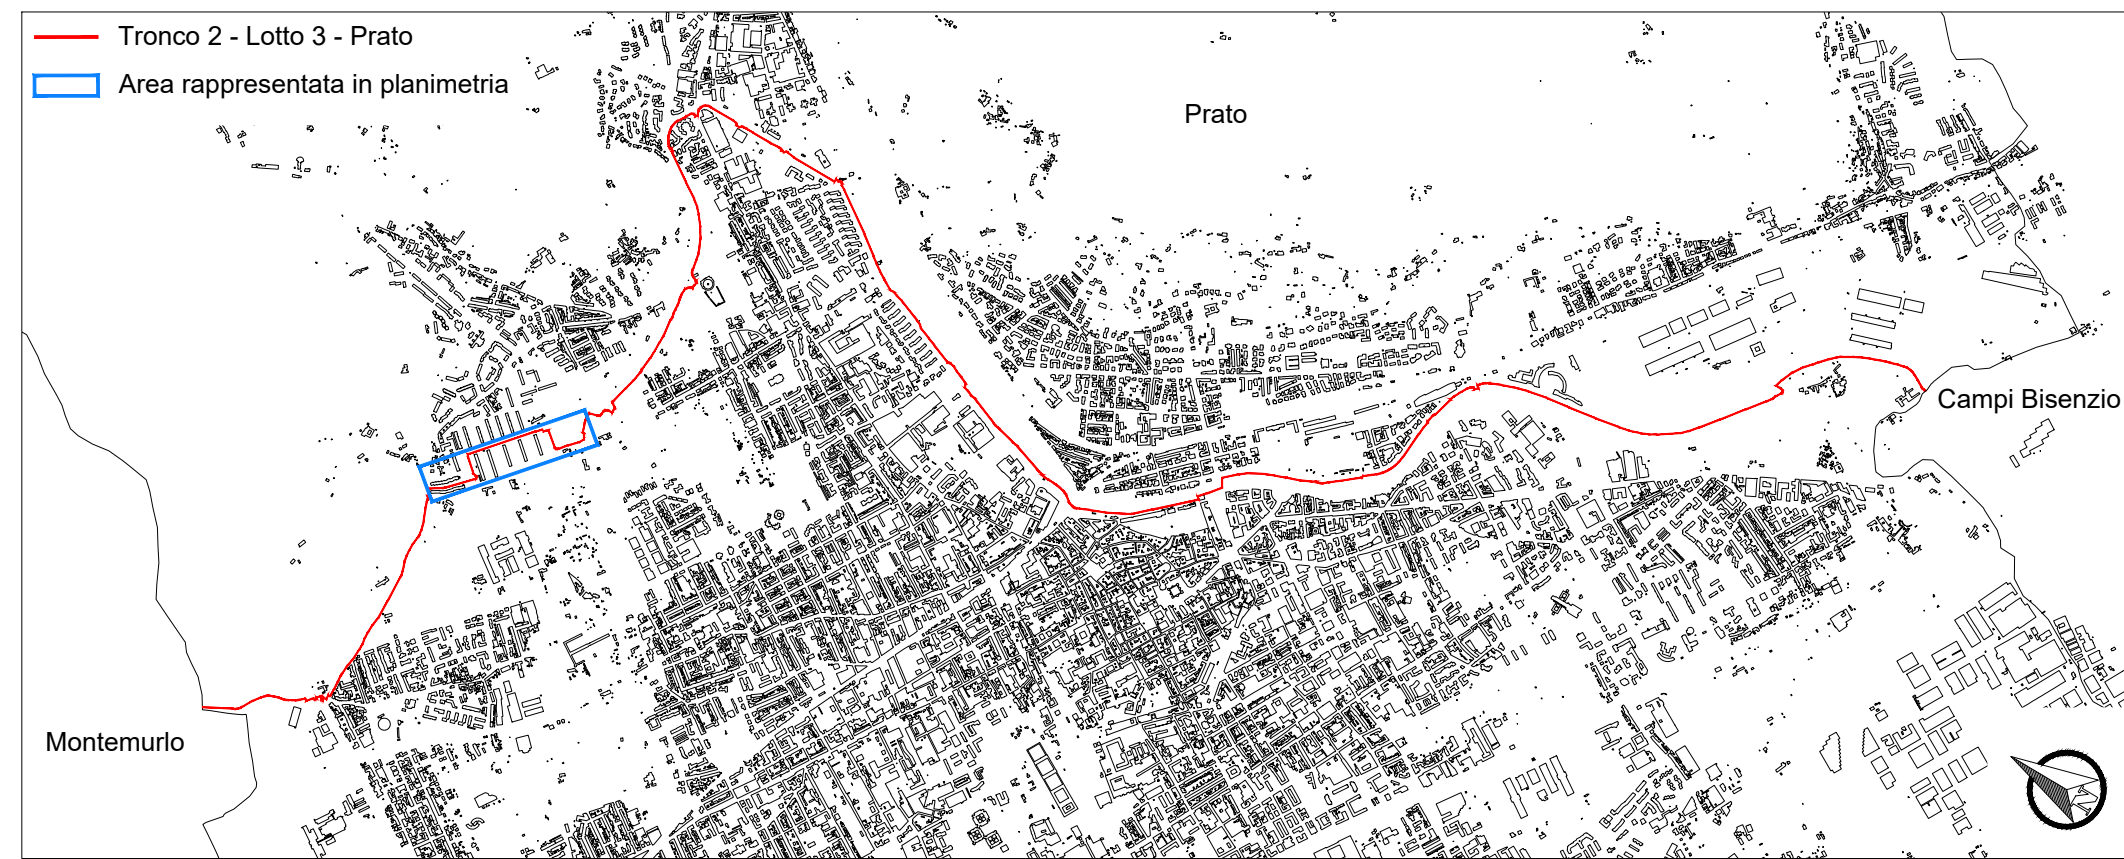 Tronco 2 - Lotto 3 - Prato
Area rappresentata in planimetria
Prato
Campi Bisenzio
Montemurlo